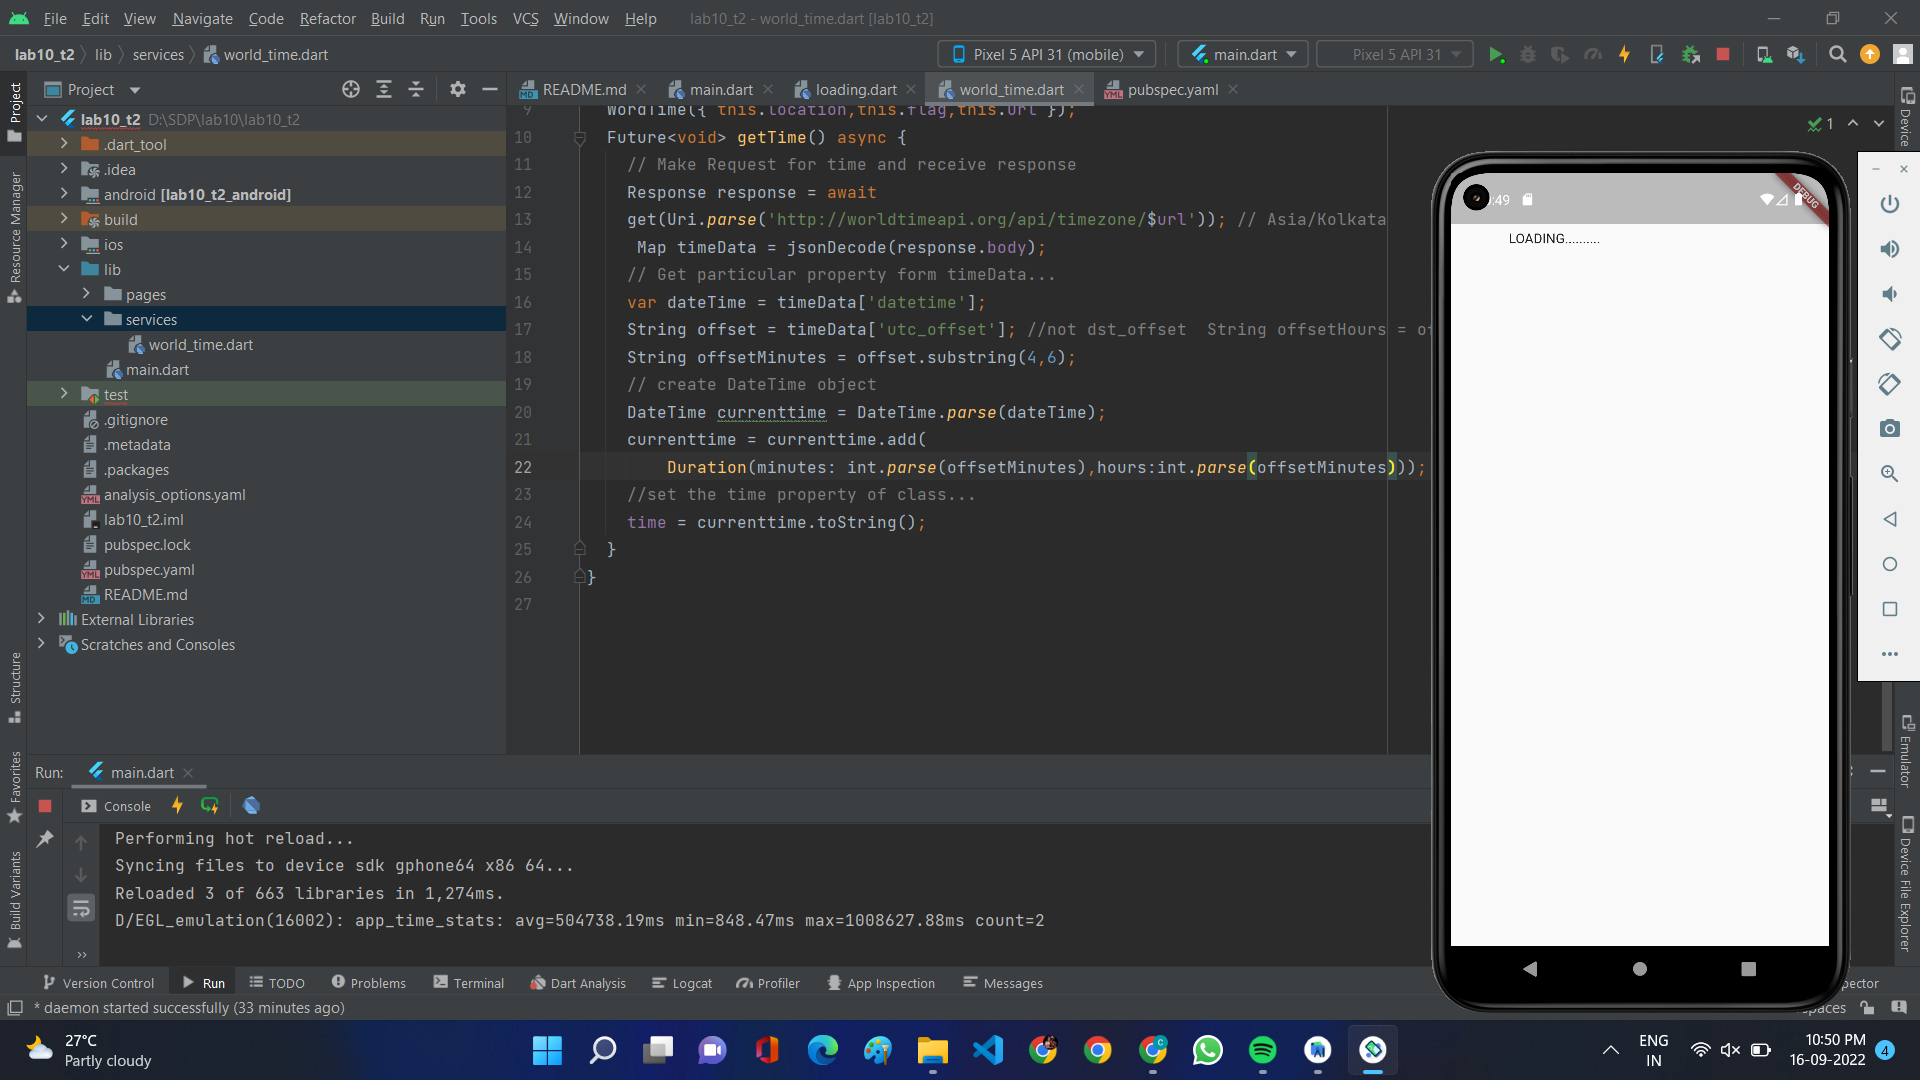 File Edit View Navigate Code Refactor Build Run Tools VCS Window Help lab10_t2 - world_time.dart [lab10_t2]
lab10_t2 lib services world_time.dart
Pixel 5 API 31 (mobile) main.dart Pixel 5 API 31
Project
README.md main.dart loading.dart world_time.dart pubspec.yaml
Project
Resource Manager
Structure
Favorites
Build Variants
lab10_t2 D:\SDP\lab10\lab10_t2
.dart_tool
.idea
android [lab10_t2_android]
build
ios
lib
pages
services
world_time.dart
main.dart
test
.gitignore
.metadata
.packages
analysis_options.yaml
lab10_t2.iml
pubspec.lock
pubspec.yaml
README.md
External Libraries
Scratches and Consoles
9 WordTime({ this.location,this.flag,this.url });
10 Future<void> getTime() async {
11 // Make Request for time and receive response
12 Response response = await
13 get(Uri.parse('http://worldtimeapi.org/api/timezone/$url')); // Asia/Kolkata
14 Map timeData = jsonDecode(response.body);
15 // Get particular property form timeData...
16 var dateTime = timeData['datetime'];
17 String offset = timeData['utc_offset']; //not dst_offset  String offsetHours = of
18 String offsetMinutes = offset.substring(4,6);
19 // create DateTime object
20 DateTime currenttime = DateTime.parse(dateTime);
21 currenttime = currenttime.add(
22 Duration(minutes: int.parse(offsetMinutes),hours:int.parse(offsetMinutes)));
23 //set the time property of class...
24 time = currenttime.toString();
25 }
26 }
27
1
:49
DEBUG
LOADING..........
Device
Emulator
Device File Explorer
Run: main.dart
Console
Performing hot reload...
Syncing files to device sdk gphone64 x86 64...
Reloaded 3 of 663 libraries in 1,274ms.
D/EGL_emulation(16002): app_time_stats: avg=504738.19ms min=848.47ms max=1008627.88ms count=2
Version Control Run TODO Problems Terminal Dart Analysis Logcat Profiler App Inspection Messages pector
* daemon started successfully (33 minutes ago) spaces
27°C
Partly cloudy
ENG
IN
10:50 PM
16-09-2022
4